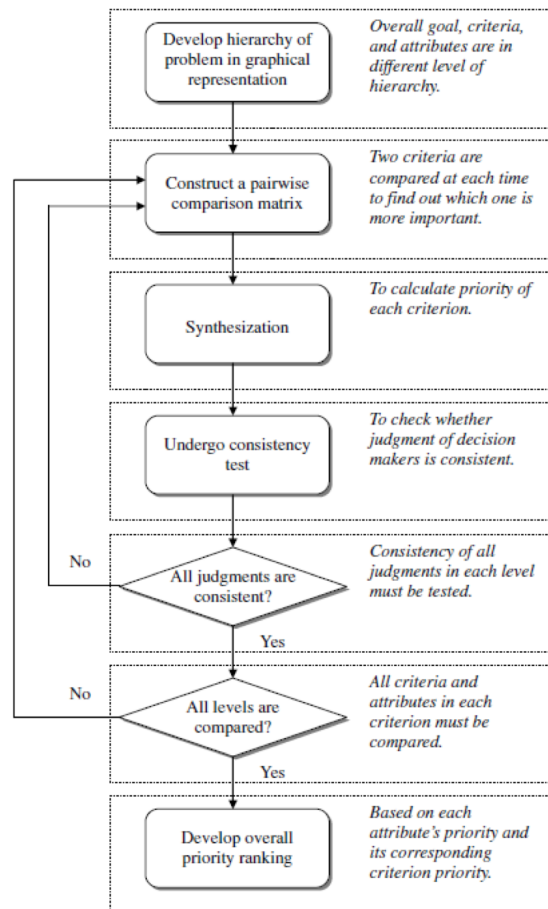 Develop hierarchy of
problem in graphical
representation
Overall goal, criteria,
and attributes are in
different level of
hierarchy.
Construct a pairwise
comparison matrix
Two criteria are
compared at each time
to find out which one is
more important.
Synthesization
To calculate priority of
each criterion.
Undergo consistency
test
To check whether
judgment of decision
makers is consistent.
No
All judgments are
consistent?
Consistency of all
judgments in each level
must be tested.
Yes
No
All levels are
compared?
All criteria and
attributes in each
criterion must be
compared.
Yes
Develop overall
priority ranking
Based on each
attribute's priority and
its corresponding
criterion priority.